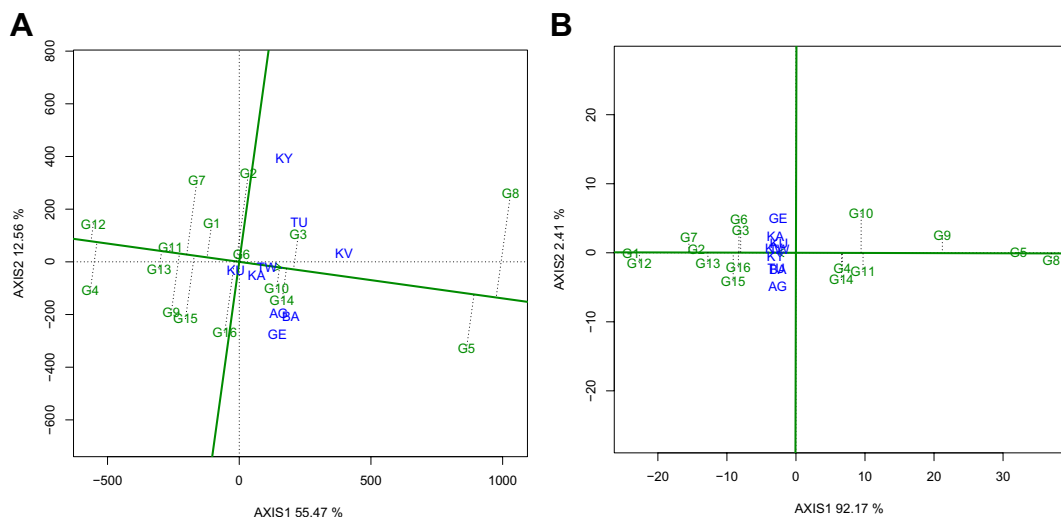 A
B
800
600
400
200
0
−200
−400
−600
AXIS2 12.56 %
KY
G2
G7
G8
G12
G1
TU
G3
G11
G6
KV
G13
KU
TW
KA
G4
G10
G14
G9
G15
AG
BA
G16
GE
G5
−500
0
500
1000
AXIS1 55.47 %
20
10
0
−10
−20
AXIS2 2.41 %
G6
GE
G10
G3
G7
KA
G9
KU
G1
G2
G5
KY
G12
G13
G8
G12
BA
G4
G11
G15
G14
AG
−20
−10
0
10
20
30
AXIS1 92.17 %